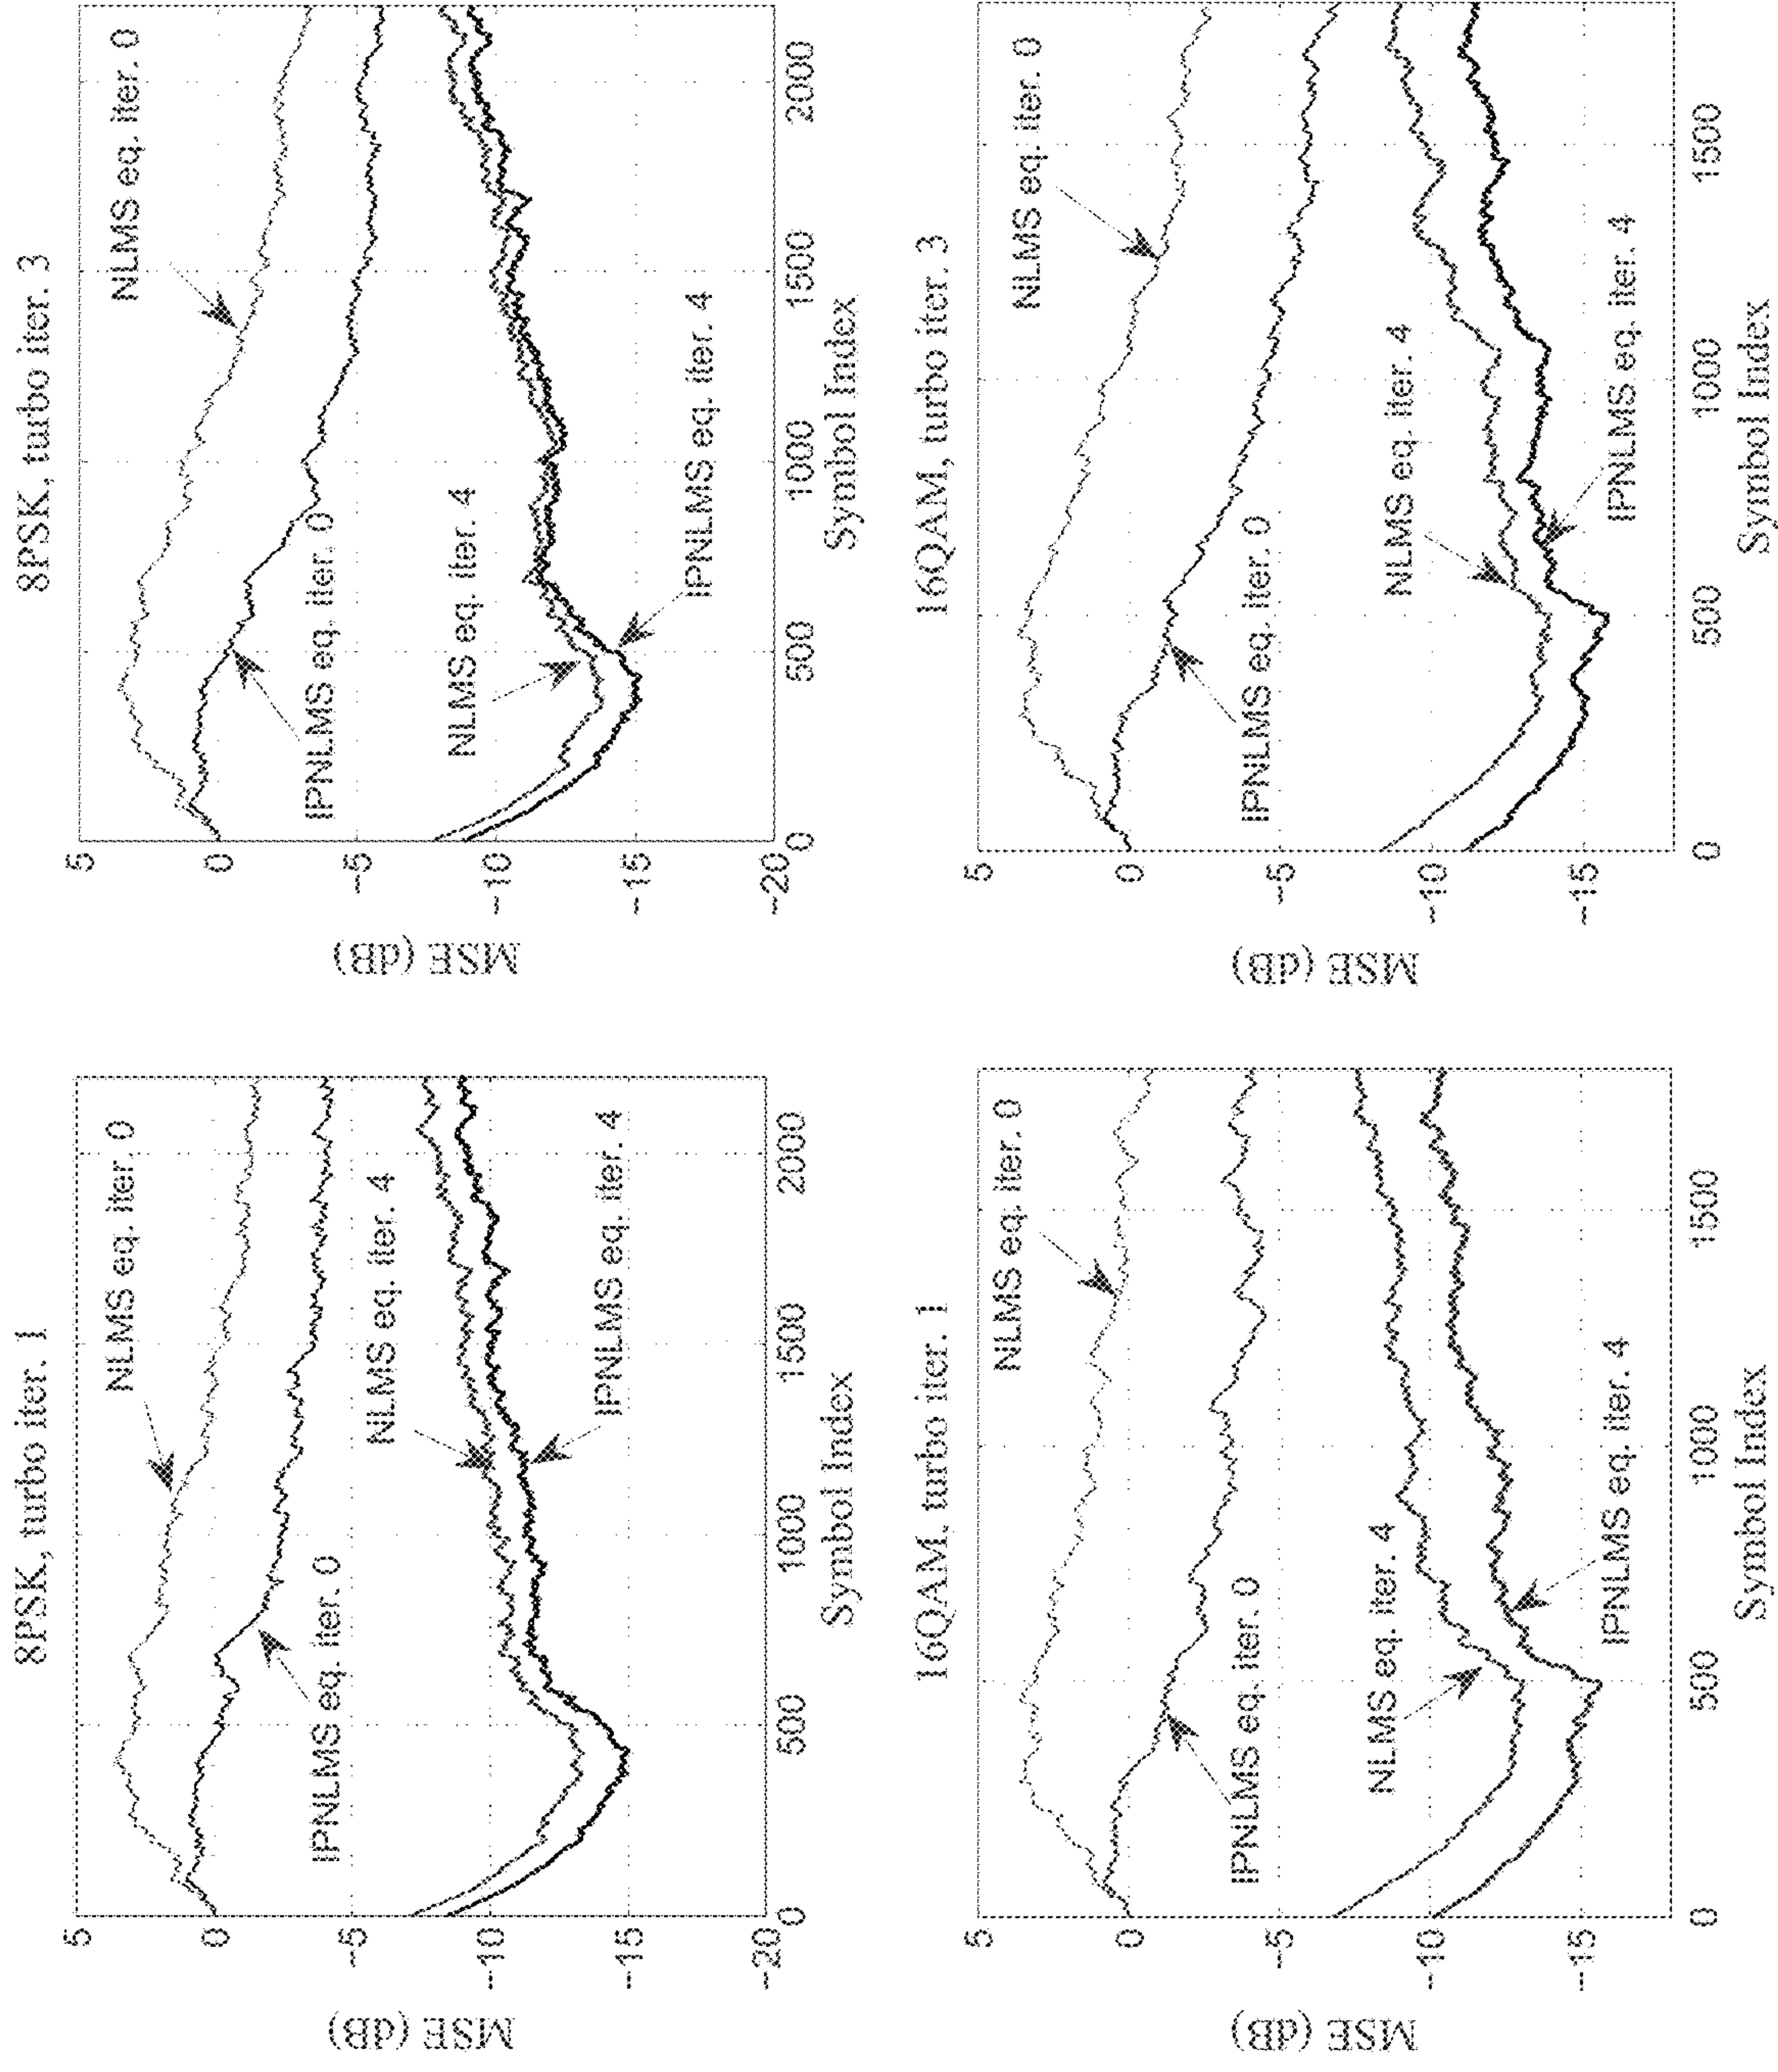 8PSK, turbo iter. 1
5
0
-5
-10
-15
-20
MSE (dB)
NLMS eq. iter. 0
IPNLMS eq. iter. 0
NLMS eq. iter. 4
IPNLMS eq. iter. 4
0
500
1000
1500
2000
Symbol Index
8PSK, turbo iter. 3
5
0
-5
-10
-15
-20
MSE (dB)
NLMS eq. iter. 0
IPNLMS eq. iter. 0
NLMS eq. iter. 4
IPNLMS eq. iter. 4
0
500
1000
1500
2000
Symbol Index
16QAM, turbo iter. 1
5
0
-5
-10
-15
MSE (dB)
NLMS eq. iter. 0
IPNLMS eq. iter. 0
NLMS eq. iter. 4
IPNLMS eq. iter. 4
0
500
1000
1500
Symbol Index
16QAM, turbo iter. 3
5
0
-5
-10
-15
MSE (dB)
NLMS eq. iter. 0
IPNLMS eq. iter. 0
NLMS eq. iter. 4
IPNLMS eq. iter. 4
0
500
1000
1500
Symbol Index